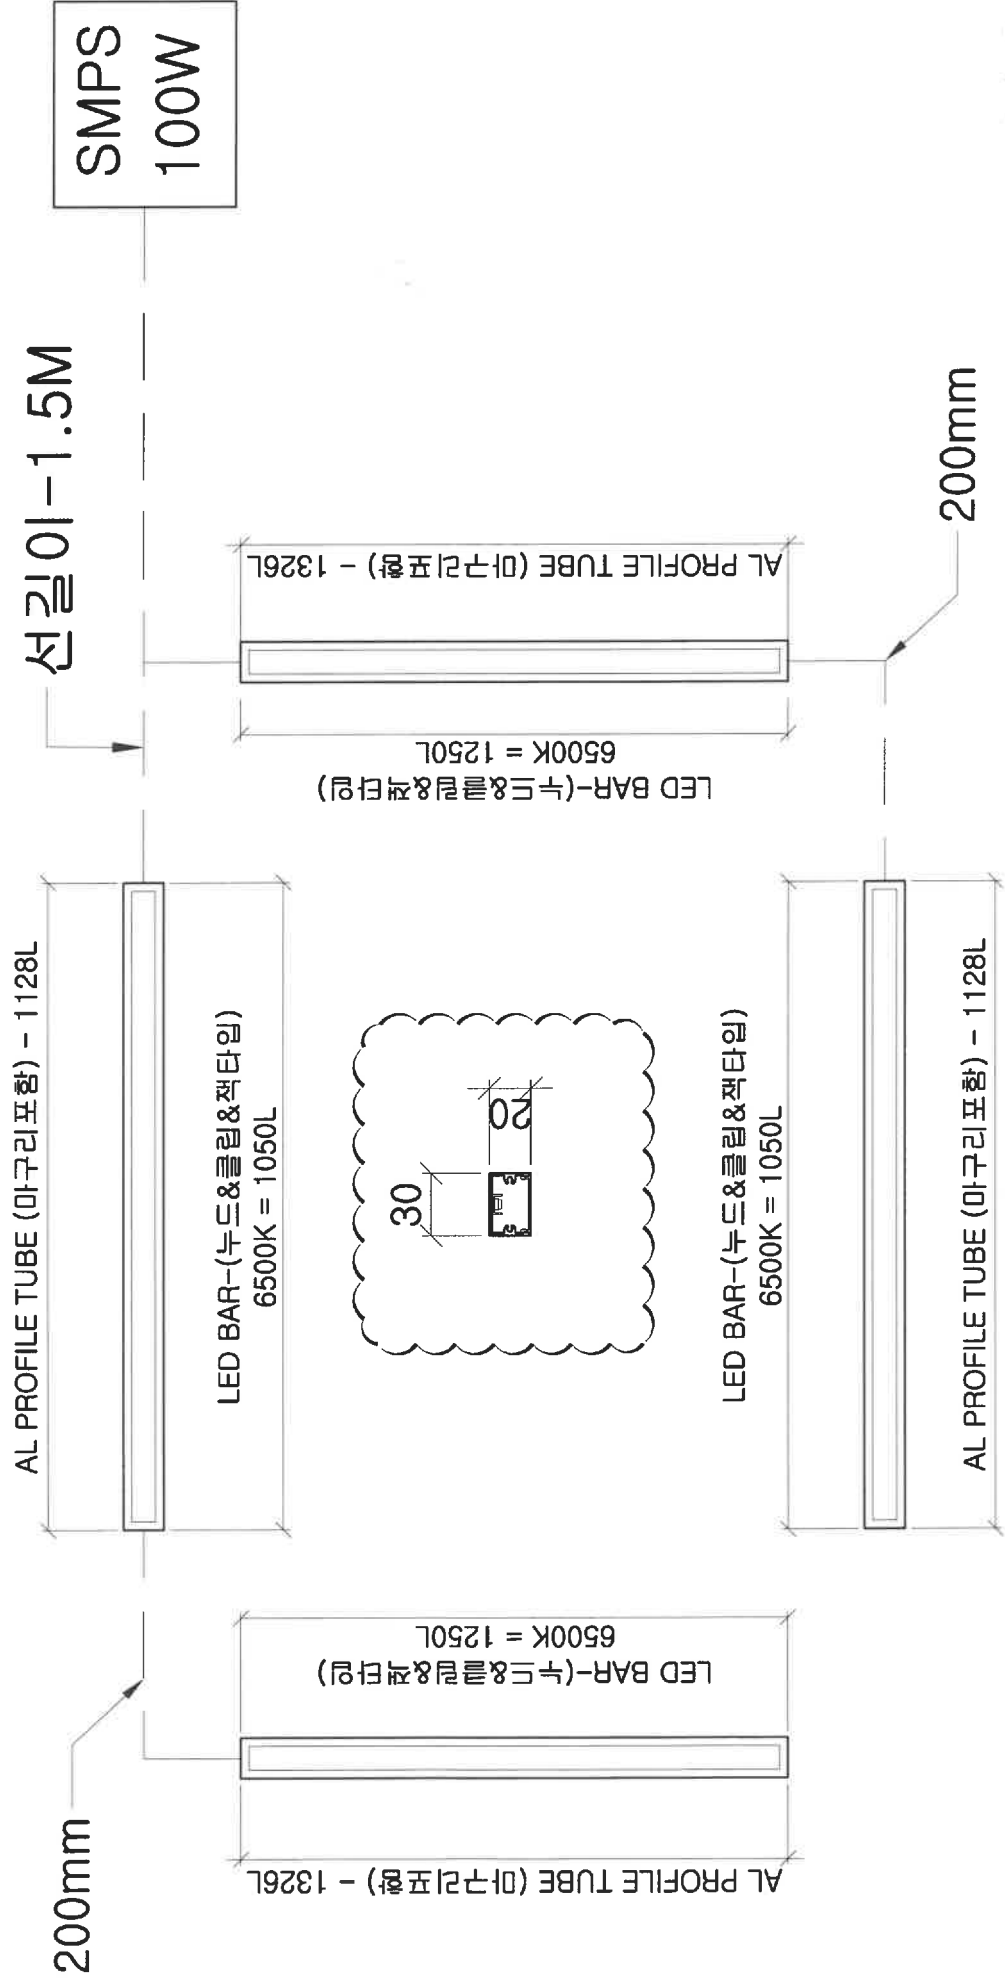 SMPS
100W
선길이-1.5M
200mm
AL PROFILE TUBE (마구리포함) - 1128L
LED BAR-(누드&클립&잭타입)
6500K = 1050L
AL PROFILE TUBE (마구리포함) - 1326L
LED BAR-(누드&클립&잭타입)
6500K = 1250L
30
20
LED BAR-(누드&클립&잭타입)
6500K = 1250L
AL PROFILE TUBE (마구리포함) - 1326L
LED BAR-(누드&클립&잭타입)
6500K = 1050L
AL PROFILE TUBE (마구리포함) - 1128L
200mm